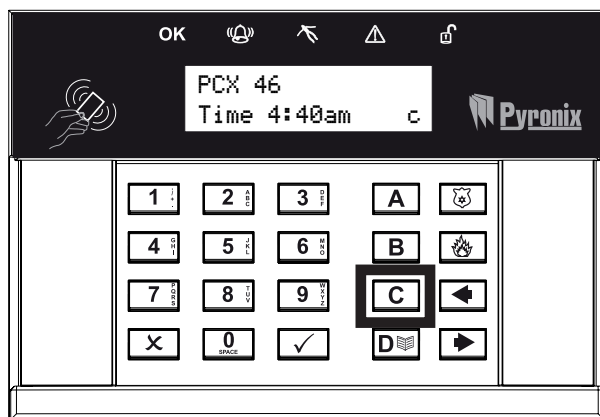 OK
PCX 46
Time 4:40am c
Pyronix
1
2 ABC
3 DEF
A
4 GHI
5 JKL
6 MNO
B
7 PQRS
8 TUV
9 WXYZ
C
0 SPACE
D